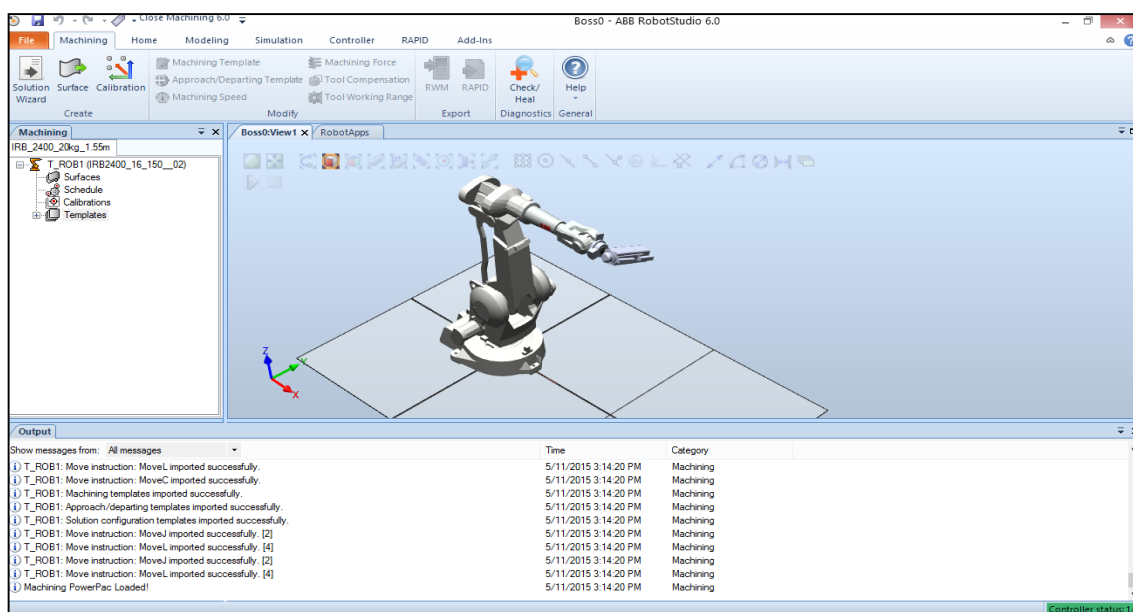 Close Machining 6.0
Boss0 - ABB RobotStudio 6.0
File Machining Home Modeling Simulation Controller RAPID Add-Ins
Solution Wizard
Surface
Calibration
Create
Machining Template
Approach/Departing Template
Machining Speed
Machining Force
Tool Compensation
Tool Working Range
Modify
RWM
RAPID
Export
Check/
Heal
Diagnostics
Help
General
Machining
IRB_2400_20kg_1.55m
T_ROB1 (IRB2400_16_150__02)
Surfaces
Schedule
Calibrations
Templates
Boss0:View1 RobotApps
ABB
Z
Y
X
Output
Show messages from: All messages Time Category
T_ROB1: Move instruction: MoveL imported successfully. 5/11/2015 3:14:20 PM Machining
T_ROB1: Move instruction: MoveC imported successfully. 5/11/2015 3:14:20 PM Machining
T_ROB1: Machining templates imported successfully. 5/11/2015 3:14:20 PM Machining
T_ROB1: Approach/departing templates imported successfully. 5/11/2015 3:14:20 PM Machining
T_ROB1: Solution configuration templates imported successfully. 5/11/2015 3:14:20 PM Machining
T_ROB1: Move instruction: MoveJ imported successfully. [2] 5/11/2015 3:14:20 PM Machining
T_ROB1: Move instruction: MoveL imported successfully. [4] 5/11/2015 3:14:20 PM Machining
T_ROB1: Move instruction: MoveJ imported successfully. [2] 5/11/2015 3:14:20 PM Machining
T_ROB1: Move instruction: MoveL imported successfully. [4] 5/11/2015 3:14:20 PM Machining
Machining PowerPac Loaded! 5/11/2015 3:14:20 PM Machining
Controller status: 1/